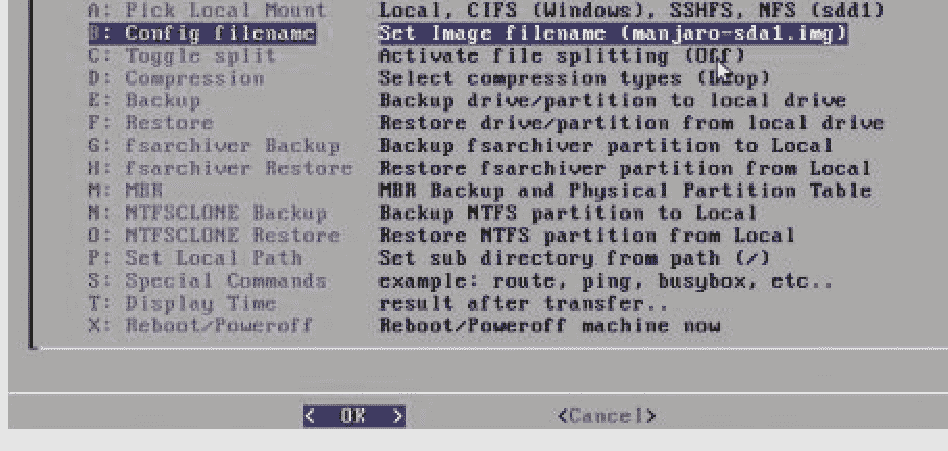 A: Pick Local Mount Local, CIFS (Windows), SSHFS, NFS (sdd1)
B: Config filename Set Image filename (manjaro-sda1.img)
C: Toggle split Activate file splitting (Off)
D: Compression Select compression types (Lzop)
E: Backup Backup drive/partition to local drive
F: Restore Restore drive/partition from local drive
G: fsarchiver Backup Backup fsarchiver partition to Local
H: fsarchiver Restore Restore fsarchiver partition from Local
M: MBR MBR Backup and Physical Partition Table
N: NTFSCLONE Backup Backup NTFS partition to Local
O: NTFSCLONE Restore Restore NTFS partition from Local
P: Set Local Path Set sub directory from path (/)
S: Special Commands example: route, ping, busybox, etc..
T: Display Time result after transfer..
X: Reboot/Poweroff Reboot/Poweroff machine now
< OK > <Cancel>